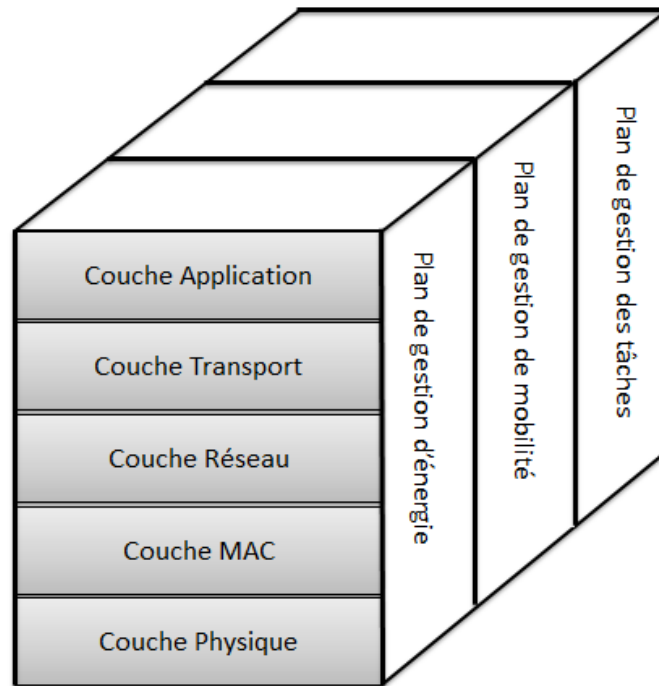 Couche Application
Couche Transport
Couche Réseau
Couche MAC
Couche Physique
Plan de gestion d'énergie
Plan de gestion de mobilité
Plan de gestion des tâches